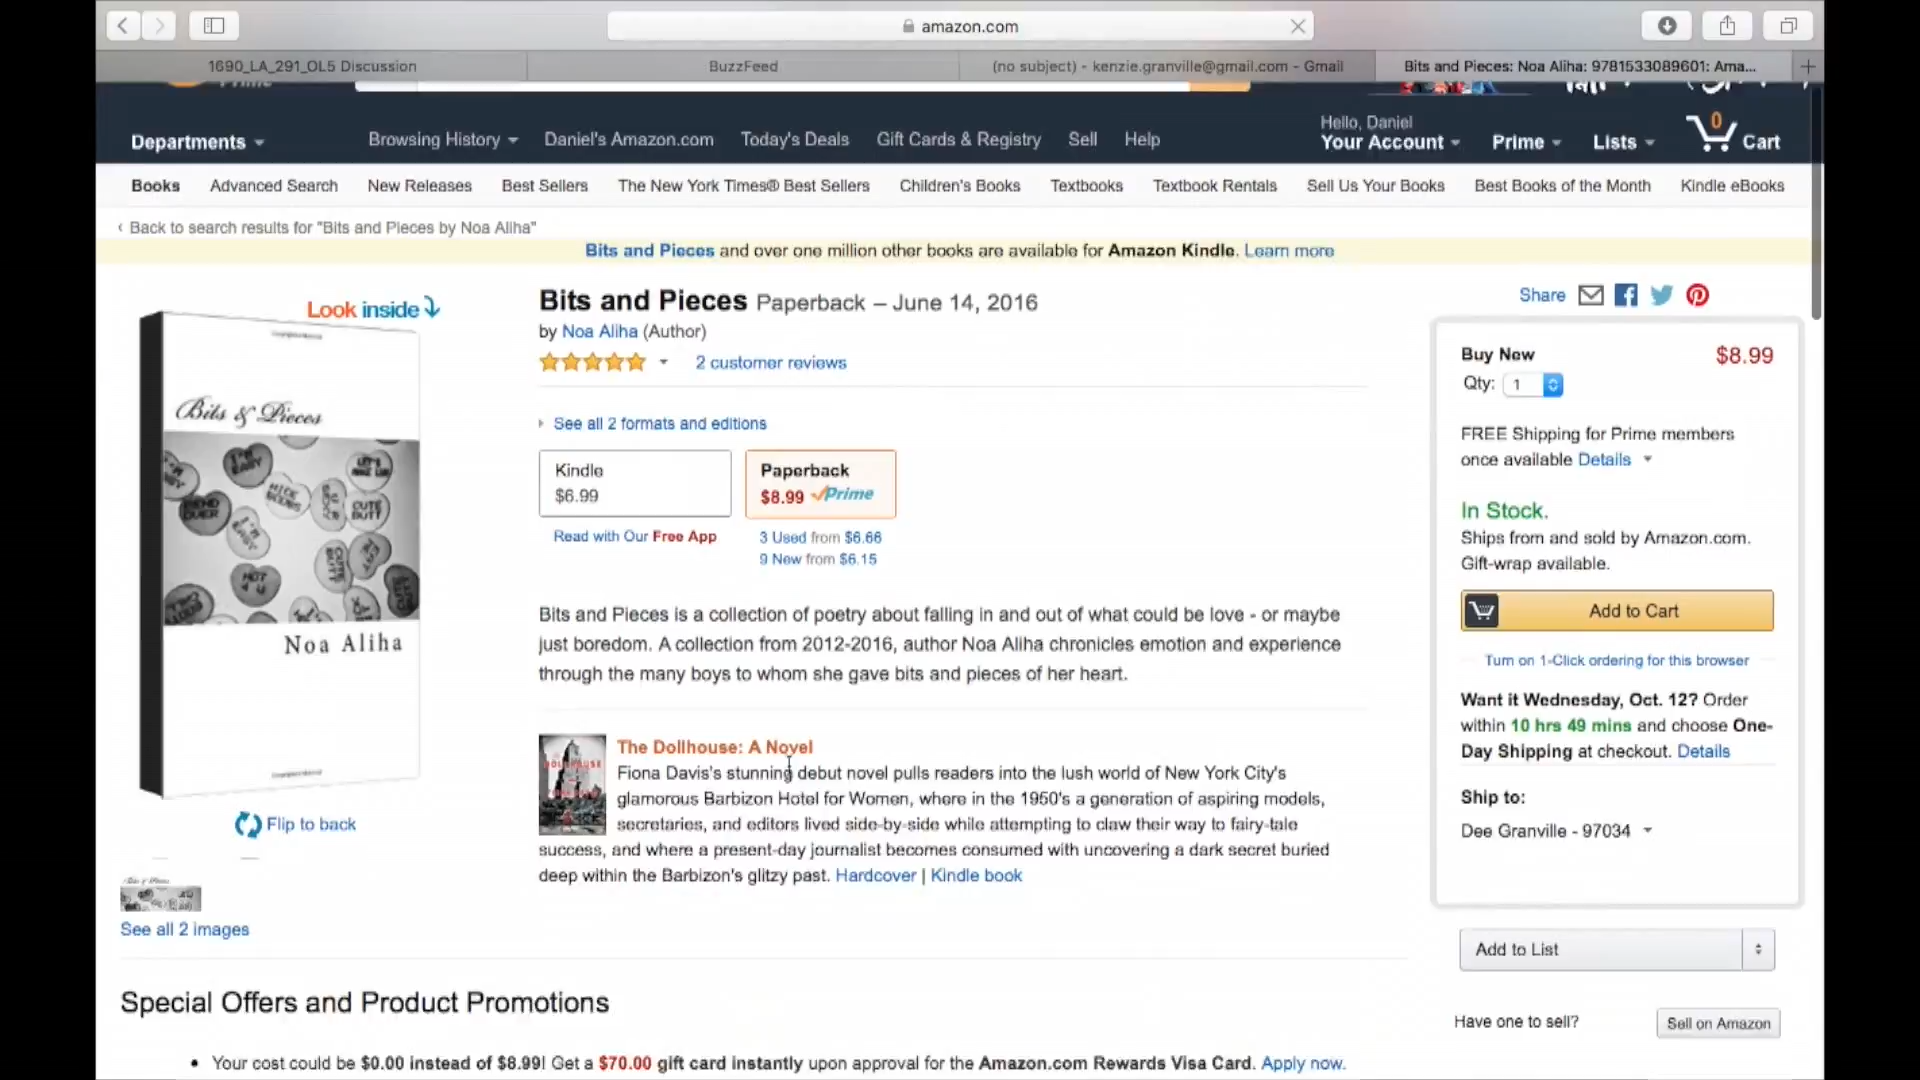 amazon.com
1690_LA_291_OL5 Discussion
BuzzFeed
(no subject) - kenzie.granville@gmail.com - Gmail
Bits and Pieces: Noa Aliha: 9781533089601: Ama...
Prime
Departments
Browsing History
Daniel's Amazon.com
Today's Deals
Gift Cards & Registry
Sell
Help
Hello, Daniel
Your Account
Prime
Lists
0
Cart
Books
Advanced Search
New Releases
Best Sellers
The New York Times® Best Sellers
Children's Books
Textbooks
Textbook Rentals
Sell Us Your Books
Best Books of the Month
Kindle eBooks
‹ Back to search results for "Bits and Pieces by Noa Aliha"
Bits and Pieces and over one million other books are available for Amazon Kindle. Learn more
Look inside
Bits & Pieces
I'M EASY
NICE BOOBS
CUTE BUTT
BEND OVER
HOT 4 U
Noa Aliha
Flip to back
See all 2 images
Bits and Pieces Paperback – June 14, 2016
by Noa Aliha (Author)
2 customer reviews
See all 2 formats and editions
Kindle
$6.99
Read with Our Free App
Paperback
$8.99 Prime
3 Used from $6.66
9 New from $6.15
Bits and Pieces is a collection of poetry about falling in and out of what could be love - or maybe
just boredom. A collection from 2012-2016, author Noa Aliha chronicles emotion and experience
through the many boys to whom she gave bits and pieces of her heart.
The Dollhouse: A Novel
Fiona Davis's stunning debut novel pulls readers into the lush world of New York City's
glamorous Barbizon Hotel for Women, where in the 1950's a generation of aspiring models,
secretaries, and editors lived side-by-side while attempting to claw their way to fairy-tale
success, and where a present-day journalist becomes consumed with uncovering a dark secret buried
deep within the Barbizon's glitzy past. Hardcover | Kindle book
Share
Buy New
$8.99
Qty: 1
FREE Shipping for Prime members
once available Details
In Stock.
Ships from and sold by Amazon.com.
Gift-wrap available.
Add to Cart
Turn on 1-Click ordering for this browser
Want it Wednesday, Oct. 12? Order
within 10 hrs 49 mins and choose One-
Day Shipping at checkout. Details
Ship to:
Dee Granville - 97034
Add to List
Have one to sell?
Sell on Amazon
Special Offers and Product Promotions
• Your cost could be $0.00 instead of $8.99! Get a $70.00 gift card instantly upon approval for the Amazon.com Rewards Visa Card. Apply now.